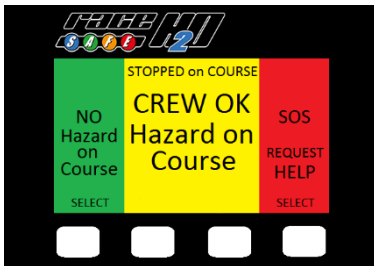 race H2O
SAFE
STOPPED on COURSE
CREW OK
Hazard on
Course
NO
Hazard
on
Course
SELECT
SOS
REQUEST
HELP
SELECT